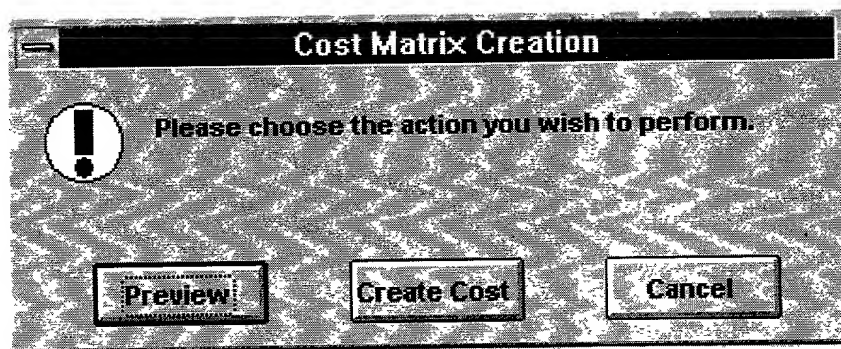 Cost Matrix Creation
Please choose the action you wish to perform.
Preview
Create Cost
Cancel